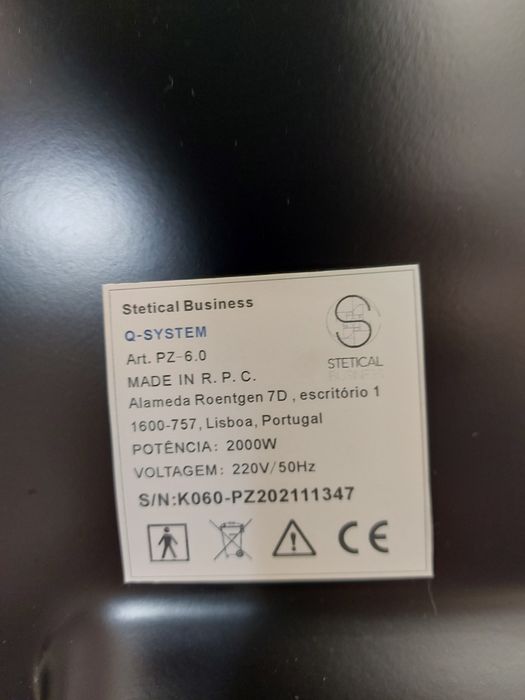 Stetical Business
Q-SYSTEM
Art. PZ-6.0
MADE IN R. P. C.
Alameda Roentgen 7D , escritório 1
1600-757, Lisboa, Portugal
POTÊNCIA: 2000W
VOLTAGEM: 220V/50Hz
S/N:K060-PZ202111347
CE
S
STETICAL
BUSINESS